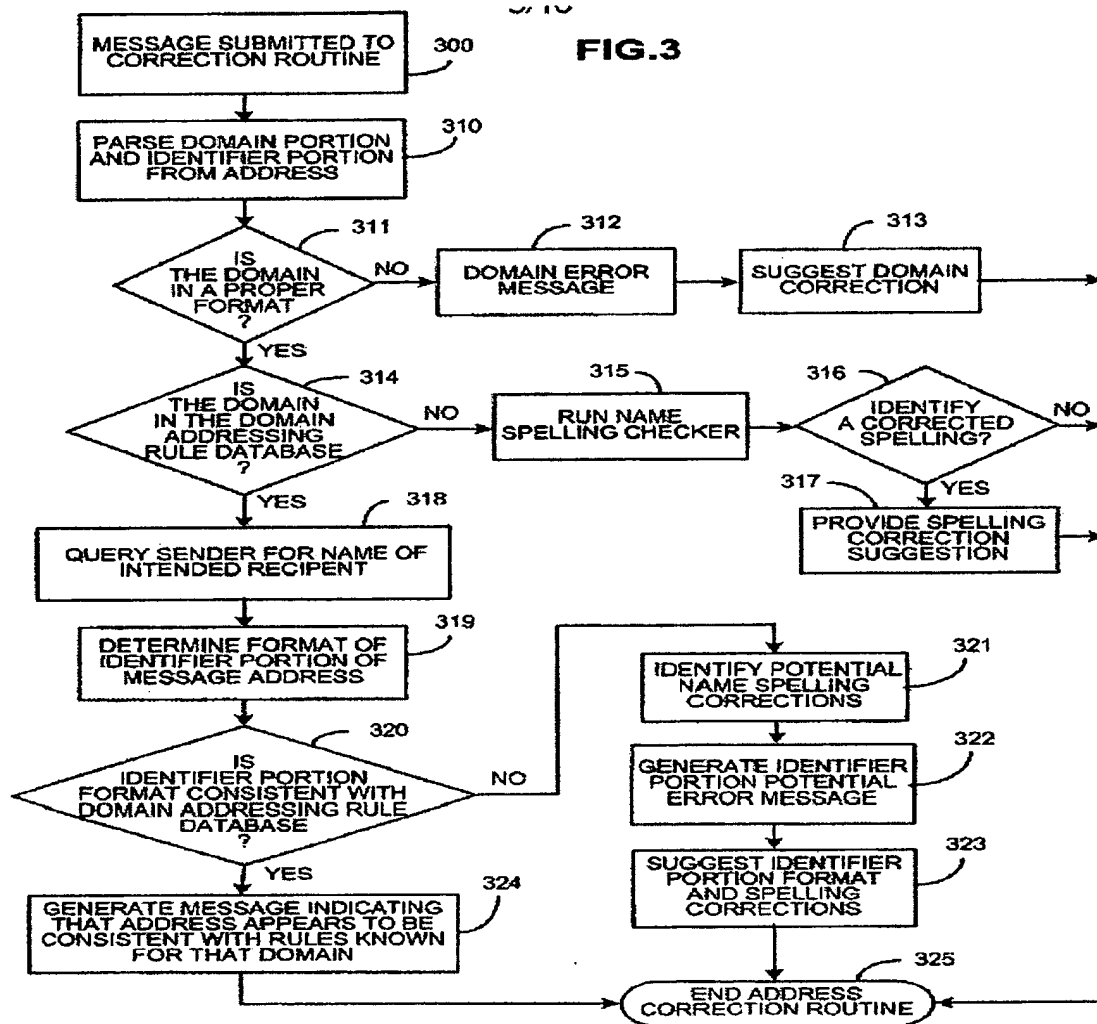 FIG.3
MESSAGE SUBMITTED TO
CORRECTION ROUTINE
300
PARSE DOMAIN PORTION
AND IDENTIFIER PORTION
FROM ADDRESS
310
311
IS
THE DOMAIN
IN A PROPER
FORMAT
?
NO
YES
312
DOMAIN ERROR
MESSAGE
313
SUGGEST DOMAIN
CORRECTION
314
IS
THE DOMAIN
IN THE DOMAIN
ADDRESSING
RULE DATABASE
?
NO
YES
315
RUN NAME
SPELLING CHECKER
316
IDENTIFY
A CORRECTED
SPELLING?
NO
YES
317
PROVIDE SPELLING
CORRECTION
SUGGESTION
318
QUERY SENDER FOR NAME OF
INTENDED RECIPENT
319
DETERMINE FORMAT OF
IDENTIFIER PORTION OF
MESSAGE ADDRESS
320
IS
IDENTIFIER PORTION
FORMAT CONSISTENT WITH
DOMAIN ADDRESSING RULE
DATABASE
?
NO
YES
321
IDENTIFY POTENTIAL
NAME SPELLING
CORRECTIONS
322
GENERATE IDENTIFIER
PORTION POTENTIAL
ERROR MESSAGE
323
SUGGEST IDENTIFIER
PORTION FORMAT
AND SPELLING
CORRECTIONS
324
GENERATE MESSAGE INDICATING
THAT ADDRESS APPEARS TO BE
CONSISTENT WITH RULES KNOWN
FOR THAT DOMAIN
325
END ADDRESS
CORRECTION ROUTINE